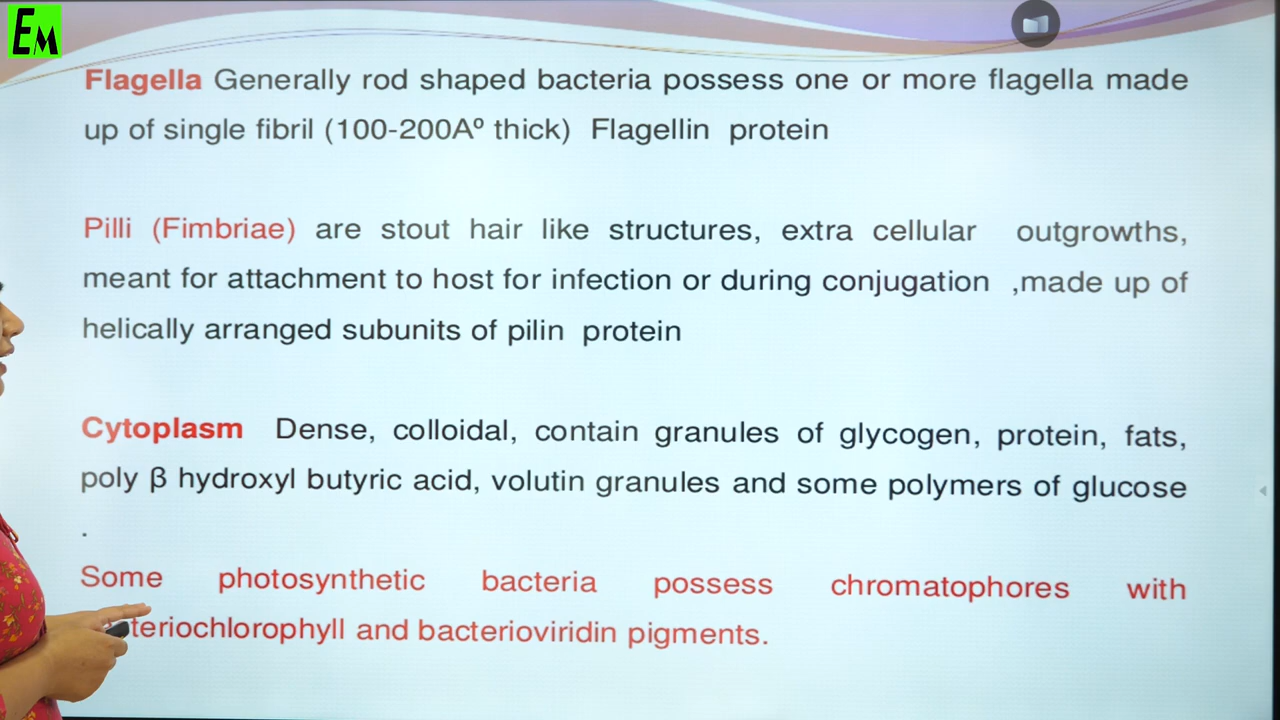 EM
Flagella Generally rod shaped bacteria possess one or more flagella made
up of single fibril (100-200Aº thick) Flagellin protein
Pilli (Fimbriae) are stout hair like structures, extra cellular outgrowths,
meant for attachment to host for infection or during conjugation ,made up of
helically arranged subunits of pilin protein
Cytoplasm Dense, colloidal, contain granules of glycogen, protein, fats,
poly β hydroxyl butyric acid, volutin granules and some polymers of glucose
.
Some photosynthetic bacteria possess chromatophores with
teriochlorophyll and bacterioviridin pigments.